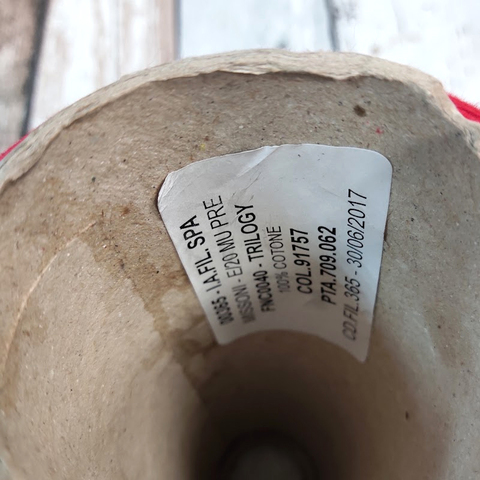 00365 - I.A.FIL. SPA
MISSONI - E/20 MU PRE
FNC0040 - TRILOGY
100% COTONE
COL.91757
PTA.709.062
CD.FIL.365 - 30/06/2017